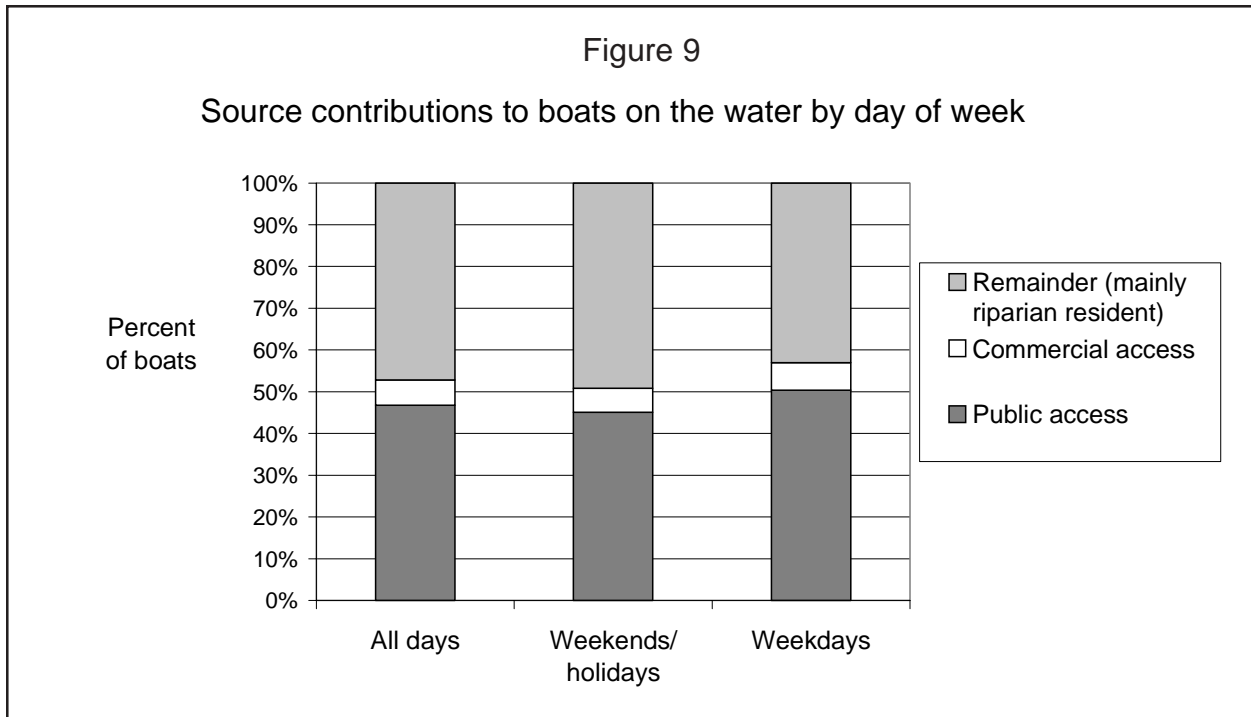 Figure 9
Source contributions to boats on the water by day of week
100%
90%
80%
70%
60%
50%
40%
30%
20%
10%
0%
Percent
of boats
All days
Weekends/
holidays
Weekdays
Remainder (mainly
riparian resident)
Commercial access
Public access